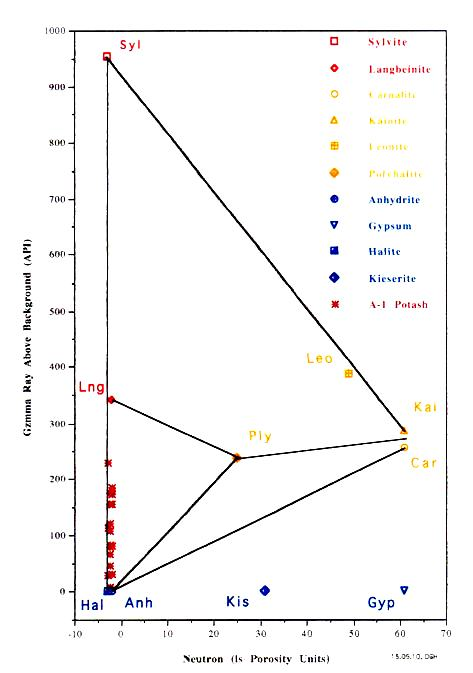 1000
900
800
700
600
500
400
300
200
100
0
-10 0 10 20 30 40 50 60 70
Gzmma Ray Above Background (API)
Neutron (ls Porosity Units)
Syl
Leo
Lng
Kai
Ply
Car
Hal
Anh
Kis
Gyp
Sylvite
Langbeinite
Carnalite
Kainite
Leonite
Polyhalite
Anhydrite
Gypsum
Halite
Kieserite
A-1 Potash